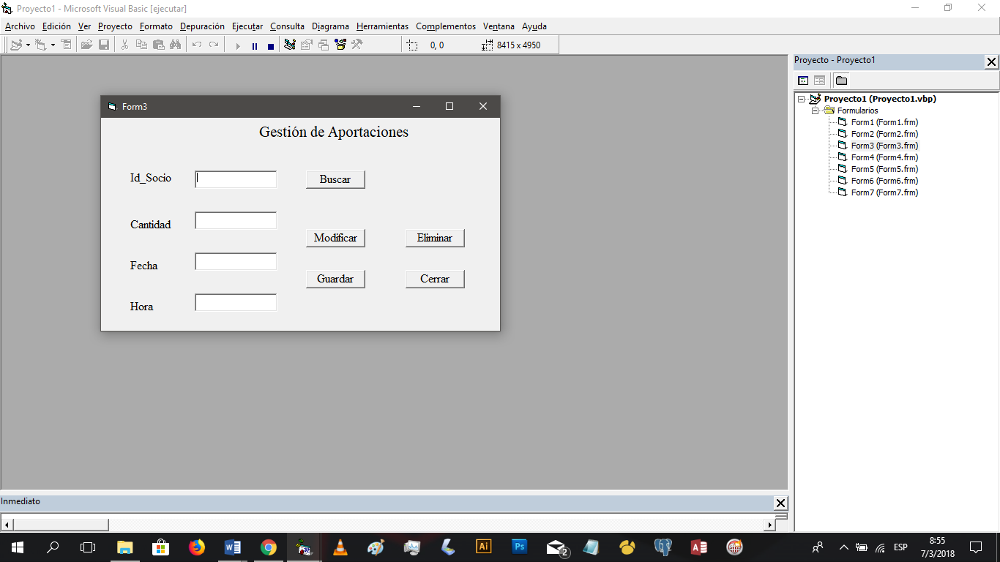 Proyecto1 - Microsoft Visual Basic [ejecutar]
Archivo Edición Ver Proyecto Formato Depuración Ejecutar Consulta Diagrama Herramientas Complementos Ventana Ayuda
0, 0 8415 x 4950
Proyecto - Proyecto1
Proyecto1 (Proyecto1.vbp)
Formularios
Form1 (Form1.frm)
Form2 (Form2.frm)
Form3 (Form3.frm)
Form4 (Form4.frm)
Form5 (Form5.frm)
Form6 (Form6.frm)
Form7 (Form7.frm)
Form3
Gestión de Aportaciones
Id_Socio Buscar
Cantidad
Modificar Eliminar
Fecha
Guardar Cerrar
Hora
Inmediato
W Ai Ps 2 A ESP 8:55
7/3/2018